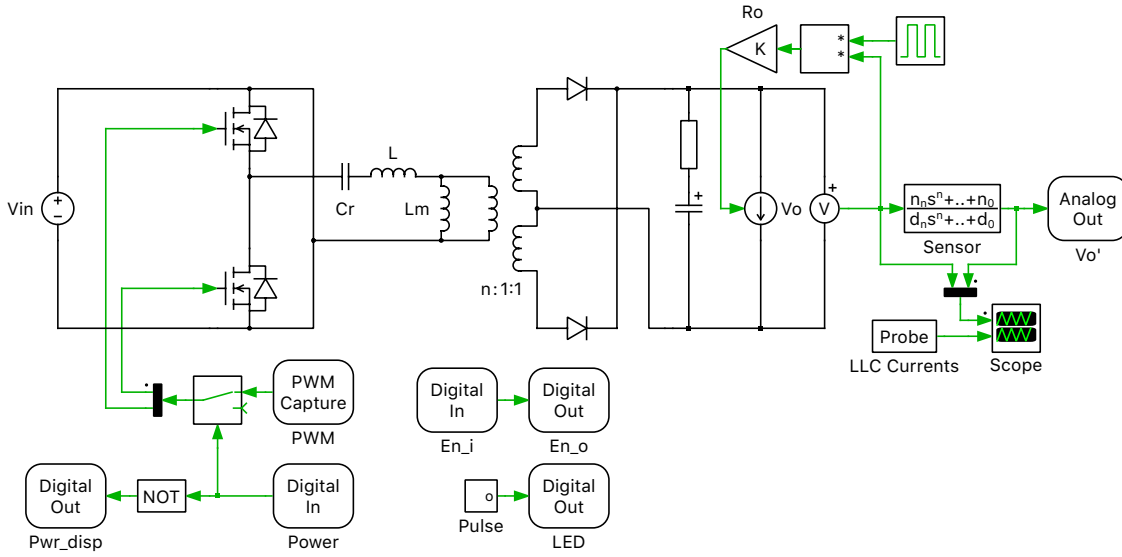 Ro
K
*
*
L
Vin
+
−
Cr
Lm
n:1:1
+
Vo
+
V
nₙsⁿ+..+n₀
dₙsⁿ+..+d₀
Sensor
Analog
Out
Vo'
Probe
LLC Currents
Scope
PWM
Capture
PWM
Digital
In
En_i
Digital
Out
En_o
Digital
Out
Pwr_disp
NOT
Digital
In
Power
o
Pulse
Digital
Out
LED